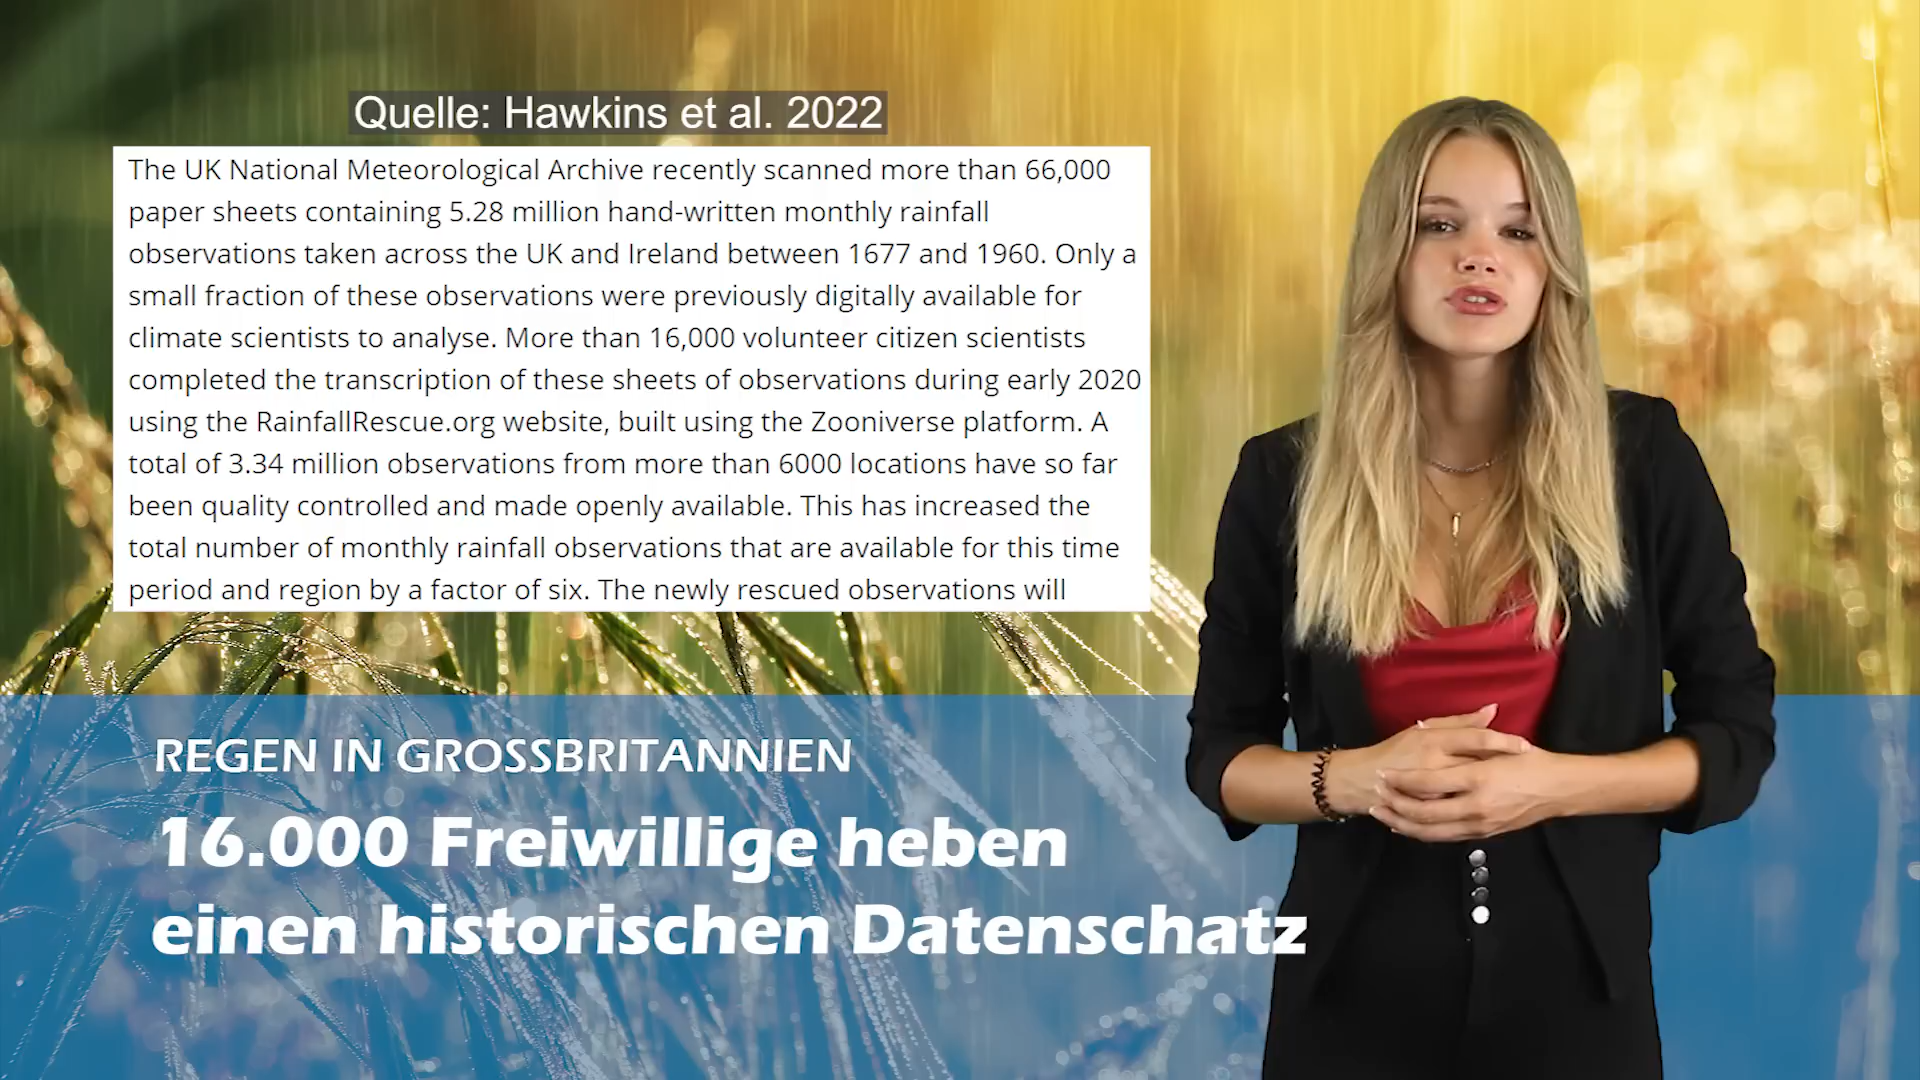 Quelle: Hawkins et al. 2022
The UK National Meteorological Archive recently scanned more than 66,000
paper sheets containing 5.28 million hand-written monthly rainfall
observations taken across the UK and Ireland between 1677 and 1960. Only a
small fraction of these observations were previously digitally available for
climate scientists to analyse. More than 16,000 volunteer citizen scientists
completed the transcription of these sheets of observations during early 2020
using the RainfallRescue.org website, built using the Zooniverse platform. A
total of 3.34 million observations from more than 6000 locations have so far
been quality controlled and made openly available. This has increased the
total number of monthly rainfall observations that are available for this time
period and region by a factor of six. The newly rescued observations will
REGEN IN GROSSBRITANNIEN
16.000 Freiwillige heben
einen historischen Datenschatz